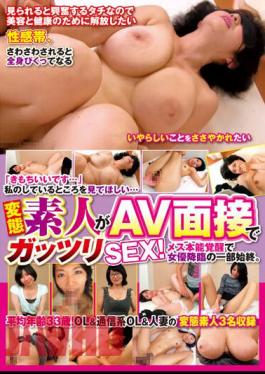 見られると興奮するタチなので
美容と健康のために解放したい
性感帯、
さわさわされると
全身びくってなる
いやらしいことをささやかれたい
「きもちいいです…」
私のしているところを見てほしい…
変態素人がAV面接で
ガッツリSEX!
メス本能覚醒で
女優降臨の一部始終。
平均年齢33歳!OL&通信系OL&人妻の変態素人3名収録